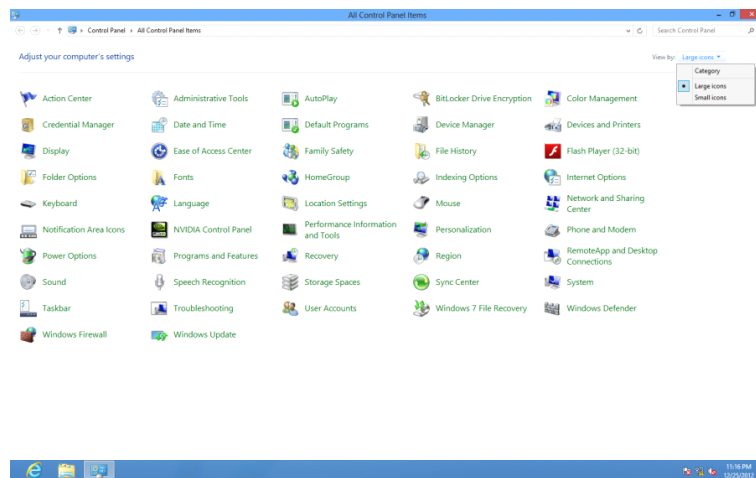 All Control Panel Items
Control Panel ▸ All Control Panel Items
Search Control Panel
Adjust your computer's settings
View by: Large icons
Category
Large icons
Small icons
Action Center
Administrative Tools
AutoPlay
BitLocker Drive Encryption
Color Management
Credential Manager
Date and Time
Default Programs
Device Manager
Devices and Printers
Display
Ease of Access Center
Family Safety
File History
Flash Player (32-bit)
Folder Options
Fonts
HomeGroup
Indexing Options
Internet Options
Keyboard
Language
Location Settings
Mouse
Network and Sharing
Center
Notification Area Icons
NVIDIA Control Panel
Performance Information
and Tools
Personalization
Phone and Modem
Power Options
Programs and Features
Recovery
Region
RemoteApp and Desktop
Connections
Sound
Speech Recognition
Storage Spaces
Sync Center
System
Taskbar
Troubleshooting
User Accounts
Windows 7 File Recovery
Windows Defender
Windows Firewall
Windows Update
11:16 PM
12/25/2012